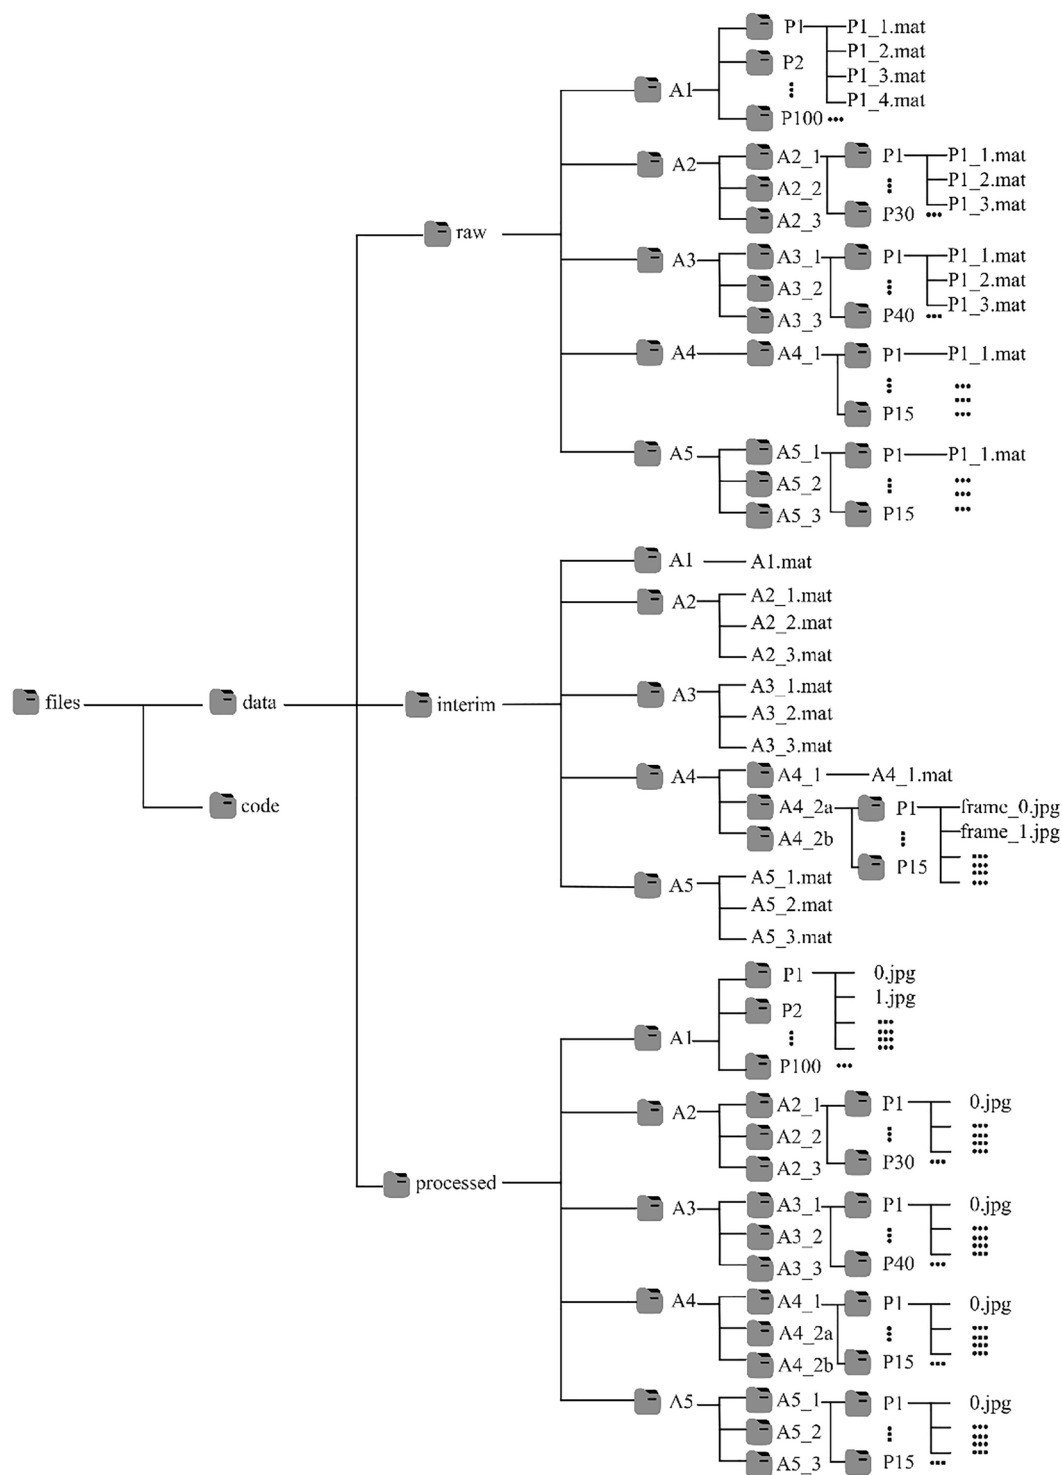 P1 P1_1.mat
P1_2.mat
P2
P1_3.mat
A1
P1_4.mat
P100 •••
A2 A2_1 P1 P1_1.mat
A2_2 P1_2.mat
A2_3 P30 ••• P1_3.mat
raw
A3 A3_1 P1 P1_1.mat
A3_2 P1_2.mat
A3_3 P40 ••• P1_3.mat
A4 A4_1 P1 P1_1.mat
P15
A5 A5_1 P1 P1_1.mat
A5_2
A5_3 P15
A1 A1.mat
A2 A2_1.mat
A2_2.mat
A2_3.mat
files data interim
A3 A3_1.mat
A3_2.mat
A3_3.mat
A4 A4_1 A4_1.mat
code
A4_2a P1 frame_0.jpg
frame_1.jpg
A4_2b
P15
A5 A5_1.mat
A5_2.mat
A5_3.mat
P1 0.jpg
1.jpg
P2
A1
P100 •••
A2 A2_1 P1 0.jpg
A2_2
A2_3 P30 •••
processed
A3 A3_1 P1 0.jpg
A3_2
A3_3 P40 •••
A4 A4_1 P1 0.jpg
A4_2a
A4_2b P15 •••
A5 A5_1 P1 0.jpg
A5_2
A5_3 P15 •••